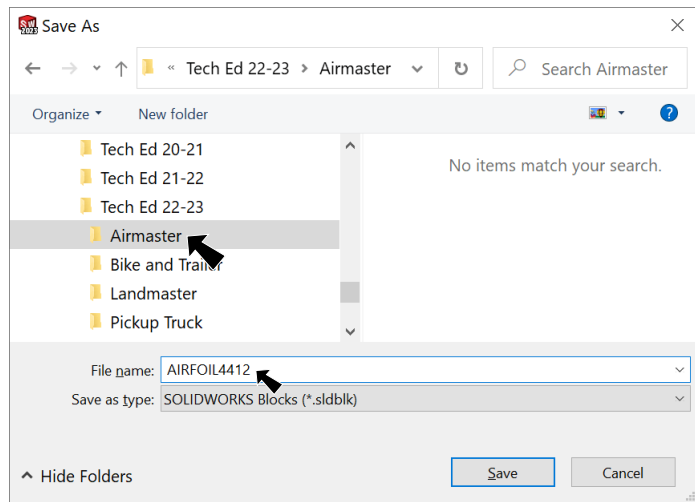 SW 2023 Save As
« Tech Ed 22-23 > Airmaster
Search Airmaster
Organize
New folder
?
Tech Ed 20-21
Tech Ed 21-22
Tech Ed 22-23
Airmaster
Bike and Trailer
Landmaster
Pickup Truck
No items match your search.
File name: AIRFOIL4412
Save as type: SOLIDWORKS Blocks (*.sldblk)
Hide Folders
Save
Cancel